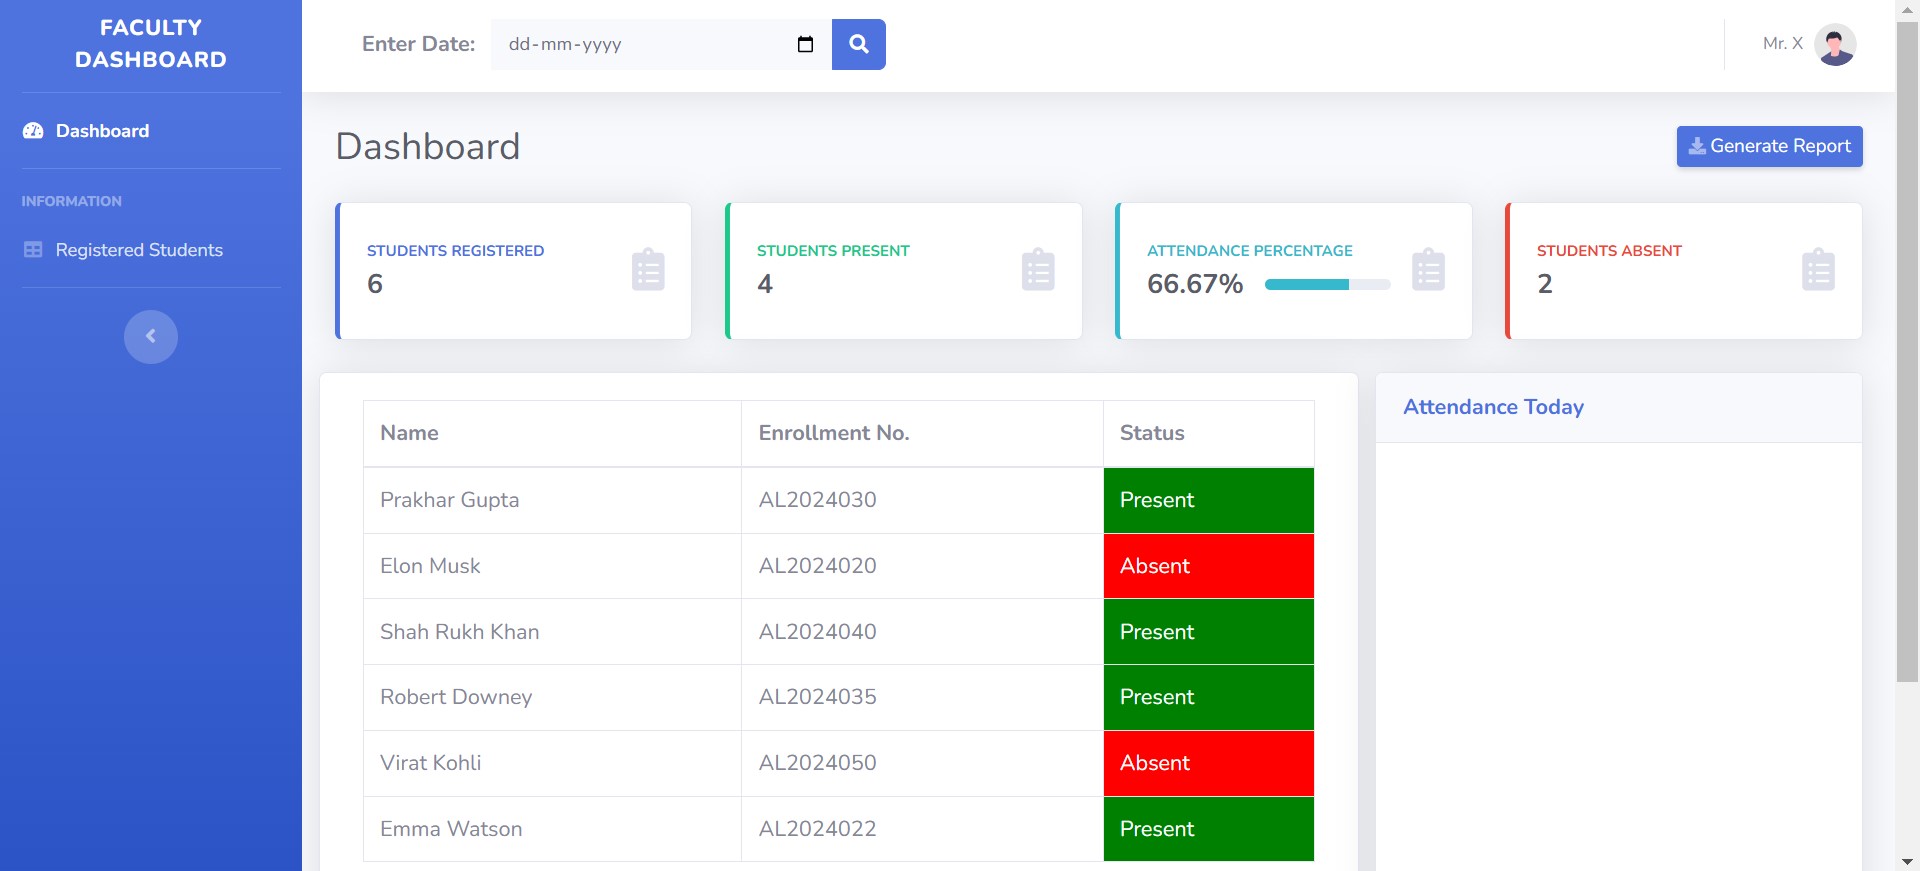 FACULTY
DASHBOARD
Dashboard
INFORMATION
Registered Students
Enter Date: dd-mm-yyyy
Mr. X
Dashboard
Generate Report
STUDENTS REGISTERED
6
STUDENTS PRESENT
4
ATTENDANCE PERCENTAGE
66.67%
STUDENTS ABSENT
2
Name Enrollment No. Status
Prakhar Gupta AL2024030 Present
Elon Musk AL2024020 Absent
Shah Rukh Khan AL2024040 Present
Robert Downey AL2024035 Present
Virat Kohli AL2024050 Absent
Emma Watson AL2024022 Present
Attendance Today